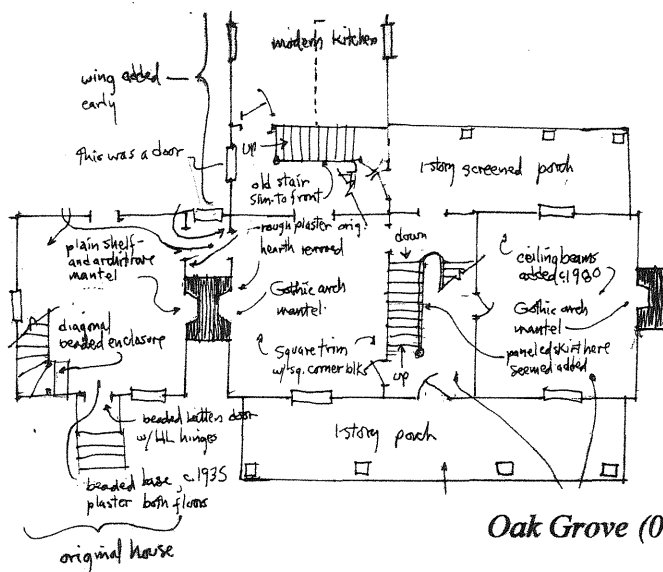 modern kitchen
wing added
early
this was a door
UP
old stair
sim. to front
1-story screened porch
rough plaster orig.
hearth removed
plain shelf-
and architrave
mantel
down
ceiling beams
added c.1980
Gothic arch
mantel.
Gothic arch
mantel
diagonal
beaded enclosure
Square trim
w/sq. corner blks
UP
paneled skirt here
seemed added
beaded batten door
w/ HL hinges
1-story porch
beaded base, c.1935
plaster both floors
original house
Oak Grove (0